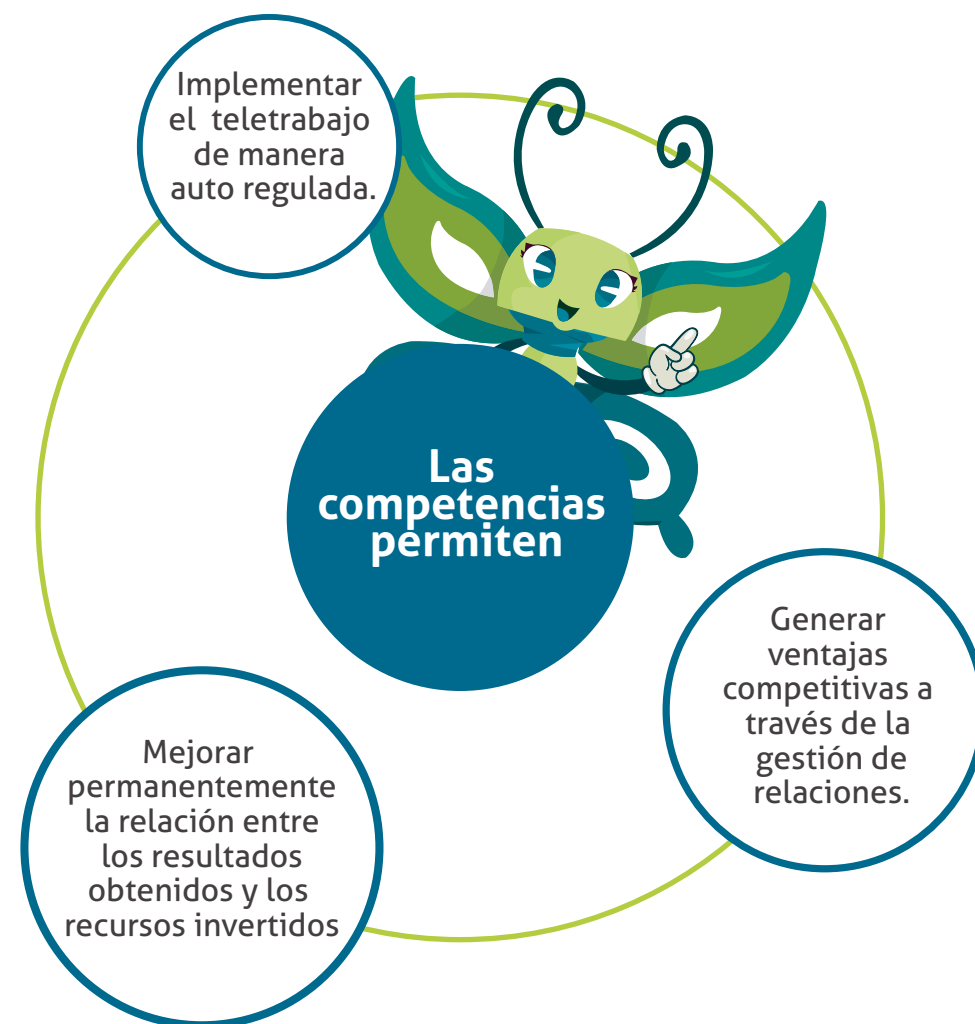 Implementar
el teletrabajo
de manera
auto regulada.
Las
competencias
permiten
Generar
ventajas
competitivas a
través de la
gestión de
relaciones.
Mejorar
permanentemente
la relación entre
los resultados
obtenidos y los
recursos invertidos